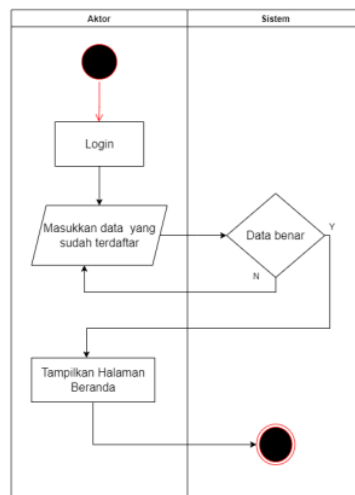 Aktor
Sistem
Login
Masukkan data yang
sudah terdaftar
Data benar
Y
N
Tampilkan Halaman
Beranda